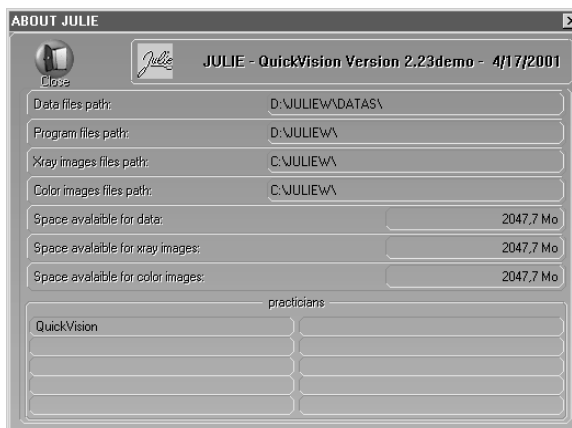 ABOUT JULIE
Close
Julie
JULIE - QuickVision Version 2.23demo - 4/17/2001
Data files path: D:\JULIEW\DATAS\
Program files path: D:\JULIEW\
Xray images files path: C:\JULIEW\
Color images files path: C:\JULIEW\
Space avalaible for data: 2047,7 Mo
Space avalaible for xray images: 2047,7 Mo
Space avalaible for color images: 2047,7 Mo
practicians
QuickVision